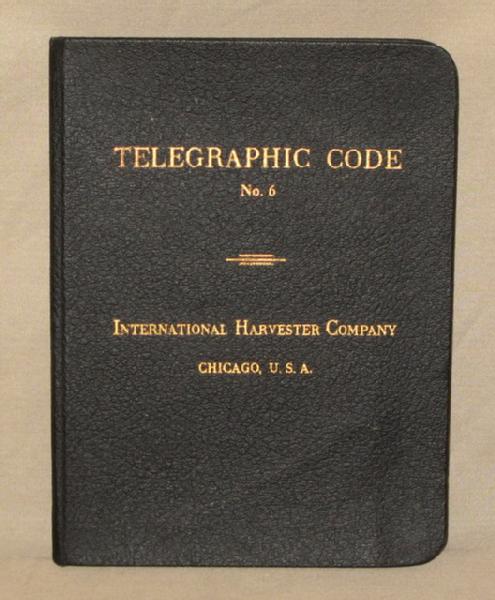 TELEGRAPHIC CODE
No. 6
INTERNATIONAL HARVESTER COMPANY
CHICAGO, U. S. A.